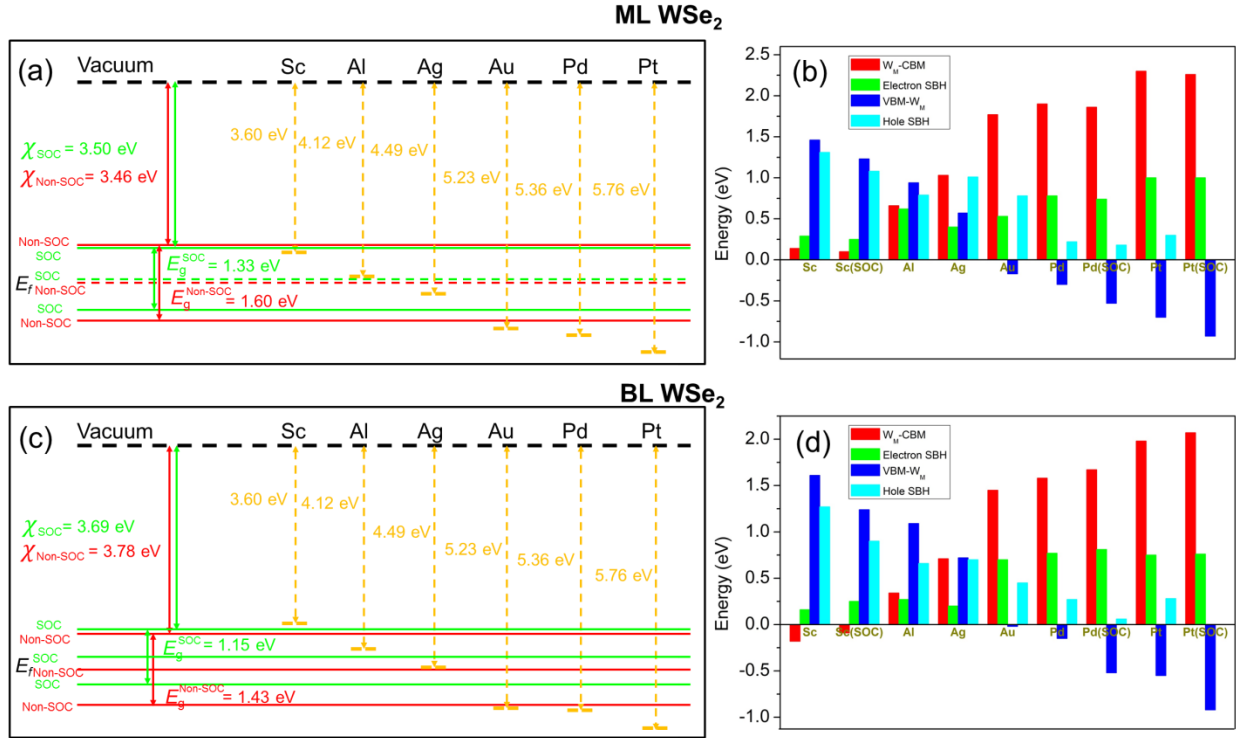 ML WSe₂
(a)
Vacuum Sc Al Ag Au Pd Pt
3.60 eV
4.12 eV
4.49 eV
5.23 eV
5.36 eV
5.76 eV
χSOC = 3.50 eV
χNon-SOC = 3.46 eV
Non-SOC
SOC
EgSOC = 1.33 eV
SOC
Ef Non-SOC
EgNon-SOC = 1.60 eV
SOC
Non-SOC
(b)
WM-CBM
Electron SBH
VBM-WM
Hole SBH
Energy (eV)
2.5
2.0
1.5
1.0
0.5
0.0
-0.5
-1.0
Sc Sc(SOC) Al Ag Au Pd Pd(SOC) Pt Pt(SOC)
BL WSe₂
(c)
Vacuum Sc Al Ag Au Pd Pt
3.60 eV
4.12 eV
4.49 eV
5.23 eV
5.36 eV
5.76 eV
χSOC = 3.69 eV
χNon-SOC = 3.78 eV
SOC
Non-SOC
EgSOC = 1.15 eV
SOC
Ef Non-SOC
SOC
EgNon-SOC = 1.43 eV
Non-SOC
(d)
WM-CBM
Electron SBH
VBM-WM
Hole SBH
Energy (eV)
2.0
1.5
1.0
0.5
0.0
-0.5
-1.0
Sc Sc(SOC) Al Ag Au Pd Pd(SOC) Pt Pt(SOC)